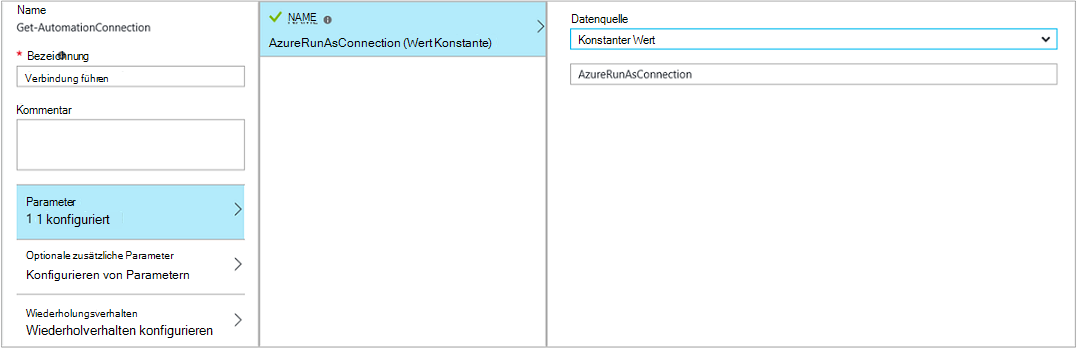 Name
Get-AutomationConnection
* Bezeichnung
Verbindung führen
Kommentar
Parameter
1 1 konfiguriert
Optionale zusätzliche Parameter
Konfigurieren von Parametern
Wiederholungsverhalten
Wiederholverhalten konfigurieren
NAME
AzureRunAsConnection (Wert Konstante)
Datenquelle
Konstanter Wert
AzureRunAsConnection